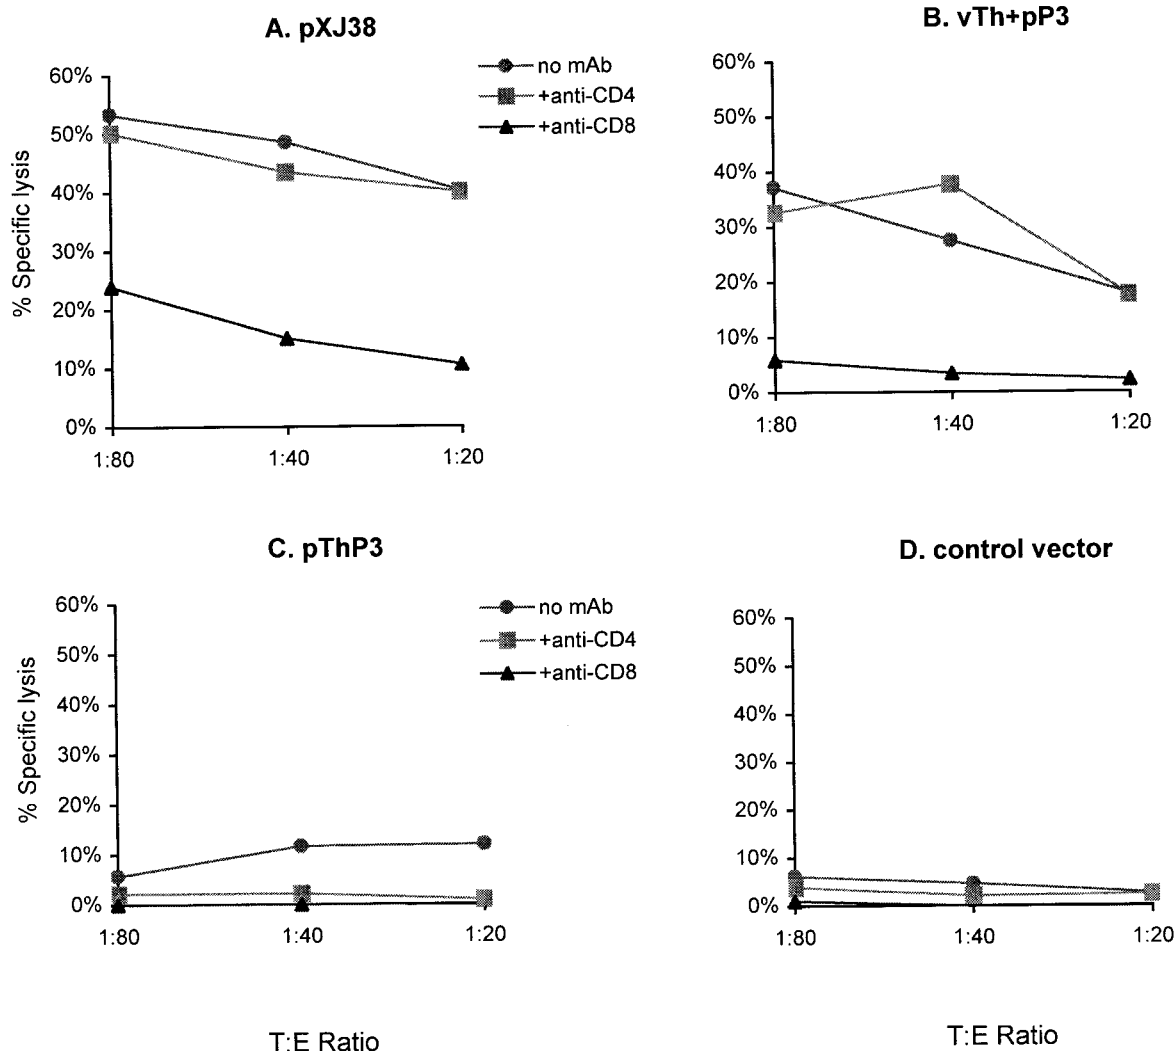 A. pXJ38
B. vTh+pP3
no mAb
+anti-CD4
+anti-CD8
% Specific lysis
60%
50%
40%
30%
20%
10%
0%
1:80
1:40
1:20
60%
50%
40%
30%
20%
10%
0%
1:80
1:40
1:20
C. pThP3
D. control vector
no mAb
+anti-CD4
+anti-CD8
% Specific lysis
60%
50%
40%
30%
20%
10%
0%
1:80
1:40
1:20
60%
50%
40%
30%
20%
10%
0%
1:80
1:40
1:20
T:E Ratio
T:E Ratio